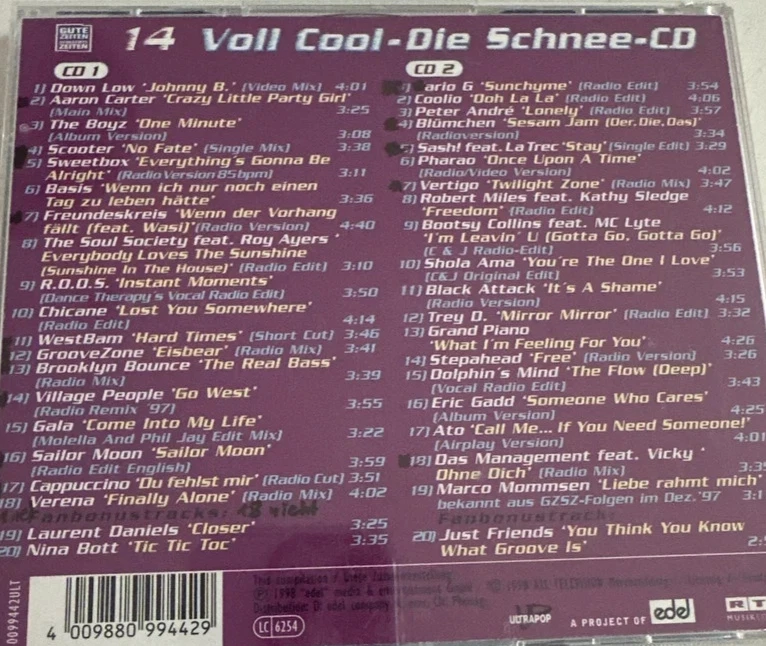 GUTE
ZEITEN
ZEITEN
14 Voll Cool-Die Schnee-CD
CD 1
1) Down Low 'Johnny B.' (Video Mix) 4:01
2) Aaron Carter 'Crazy Little Party Girl'
(Main Mix) 3:25
3) The Boyz 'One Minute'
(Album Version) 3:08
4) Scooter 'No Fate' (Single Mix) 3:38
5) Sweetbox 'Everything's Gonna Be
Alright' (Radio Version 85bpm) 3:11
6) Basis 'Wenn ich nur noch einen
Tag zu leben hätte' 3:36
7) Freundeskreis 'Wenn der Vorhang
fällt (feat. Wasi)' (Radio Version) 4:40
8) The Soul Society feat. Roy Ayers '
Everybody Loves The Sunshine
(Sunshine In The House)' (Radio Edit) 3:10
9) R.O.O.S. 'Instant Moments'
(Dance Therapy's Vocal Radio Edit) 3:50
10) Chicane 'Lost You Somewhere'
(Radio Edit) 4:14
11) WestBam 'Hard Times' (Short Cut) 3:46
12) GrooveZone 'Eisbear' (Radio Mix) 3:41
13) Brooklyn Bounce 'The Real Bass'
(Radio Mix) 3:39
14) Village People 'Go West'
(Radio Remix '97) 3:55
15) Gala 'Come Into My Life'
(Molella And Phil Jay Edit Mix) 3:22
16) Sailor Moon 'Sailor Moon'
(Radio Edit English) 3:59
17) Cappuccino 'Du fehlst mir' (Radio Cut) 3:51
18) Verena 'Finally Alone' (Radio Mix) 4:02
Fanbonustracks: 18 nicht
19) Laurent Daniels 'Closer' 3:25
20) Nina Bott 'Tic Tic Toc' 3:35
CD 2
1) ario G 'Sunchyme' (Radio Edit) 3:54
2) Coolio 'Ooh La La' (Radio Edit) 4:06
3) Peter André 'Lonely' (Radio Edit) 3:57
4) Blümchen 'Sesam Jam (Der, Die, Das)'
(Radioversion) 3:34
5) Sash! feat. La Trec 'Stay' (Single Edit) 3:29
6) Pharao 'Once Upon A Time'
(Radio/Video Version) 4:02
7) Vertigo 'Twilight Zone' (Radio Mix) 3:47
8) Robert Miles feat. Kathy Sledge
'Freedom' (Radio Edit) 4:12
9) Bootsy Collins feat. MC Lyte
'I'm Leavin' U (Gotta Go, Gotta Go)'
(C & J Radio-Edit) 3:56
10) Shola Ama 'You're The One I Love'
(C&J Original Edit) 3:53
11) Black Attack 'It's A Shame'
(Radio Version) 4:15
12) Trey D. 'Mirror Mirror' (Radio Edit) 3:32
13) Grand Piano
'What I'm Feeling For You' 4:26
14) Stepahead 'Free' (Radio Version) 3:26
15) Dolphin's Mind 'The Flow (Deep)'
(Vocal Radio Edit) 3:43
16) Eric Gadd 'Someone Who Cares'
(Album Version) 4:25
17) Ato 'Call Me... If You Need Someone!'
(Airplay Version) 4:01
18) Das Management feat. Vicky '
Ohne Dich' (Radio Mix)
19) Marco Mommsen 'Liebe rahmt mich'
bekannt aus GZSZ-Folgen im Dez. '97
Fanbonustrack:
20) Just Friends 'You Think You Know
What Groove Is'
0099442ULT
4 009880 994429
This compilation
℗ 1998 "edel" media &
LC 6254
ULTRAPOP
A PROJECT OF edel
RT
MUSIK